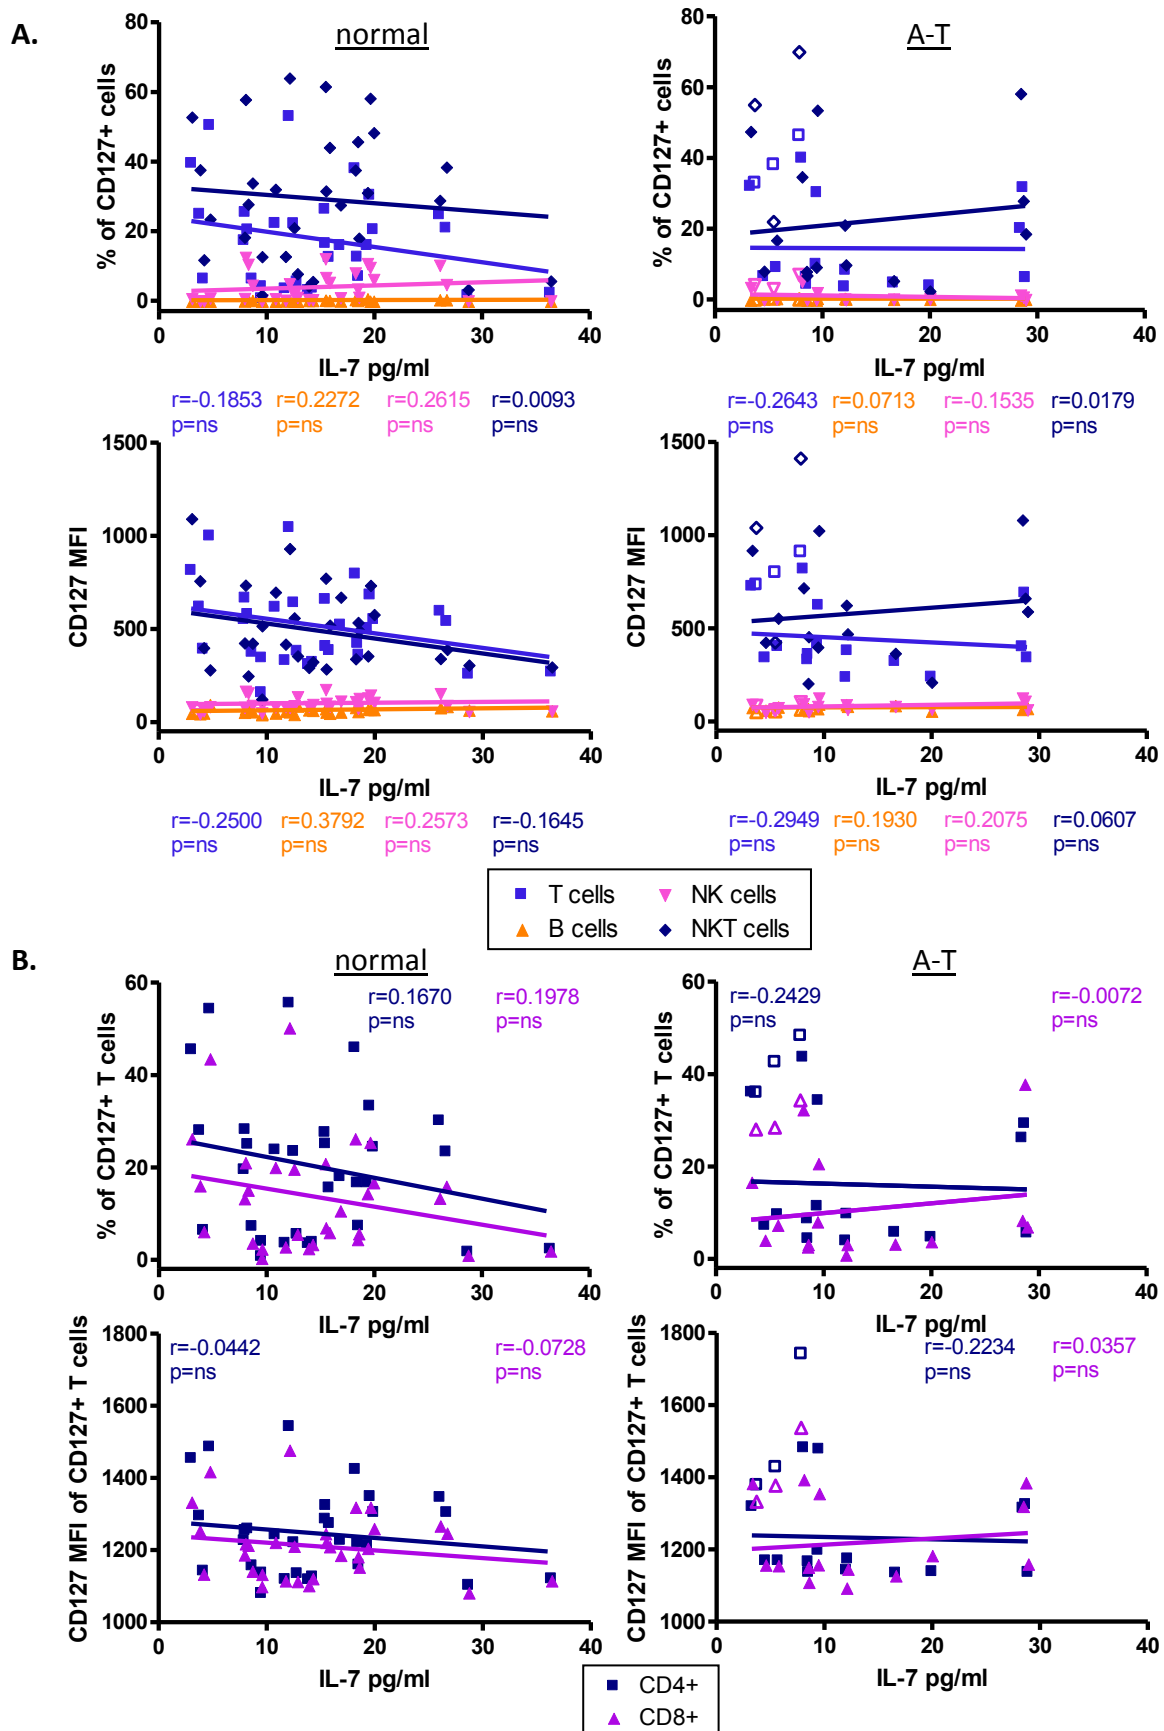 A.
normal
A-T
% of CD127+ cells
80
60
40
20
0
0 10 20 30 40
IL-7 pg/ml
% of CD127+ cells
80
60
40
20
0
0 10 20 30 40
IL-7 pg/ml
r=-0.1853 r=0.2272 r=0.2615 r=0.0093
p=ns p=ns p=ns p=ns
r=-0.2643 r=0.0713 r=-0.1535 r=0.0179
p=ns p=ns p=ns p=ns
CD127 MFI
1500
1000
500
0
0 10 20 30 40
IL-7 pg/ml
CD127 MFI
1500
1000
500
0
0 10 20 30 40
IL-7 pg/ml
r=-0.2500 r=0.3792 r=0.2573 r=-0.1645
p=ns p=ns p=ns p=ns
r=-0.2949 r=0.1930 r=0.2075 r=0.0607
p=ns p=ns p=ns p=ns
T cells NK cells
B cells NKT cells
B.
normal
A-T
% of CD127+ T cells
60
40
20
0
r=0.1670 r=0.1978
p=ns p=ns
0 10 20 30 40
IL-7 pg/ml
% of CD127+ T cells
60
40
20
0
r=-0.2429 r=-0.0072
p=ns p=ns
0 10 20 30 40
IL-7 pg/ml
CD127 MFI of CD127+ T cells
1800
1600
1400
1200
1000
r=-0.0442 r=-0.0728
p=ns p=ns
0 10 20 30 40
IL-7 pg/ml
CD127 MFI of CD127+ T cells
1800
1600
1400
1200
1000
r=-0.2234 r=0.0357
p=ns p=ns
0 10 20 30 40
IL-7 pg/ml
CD4+
CD8+